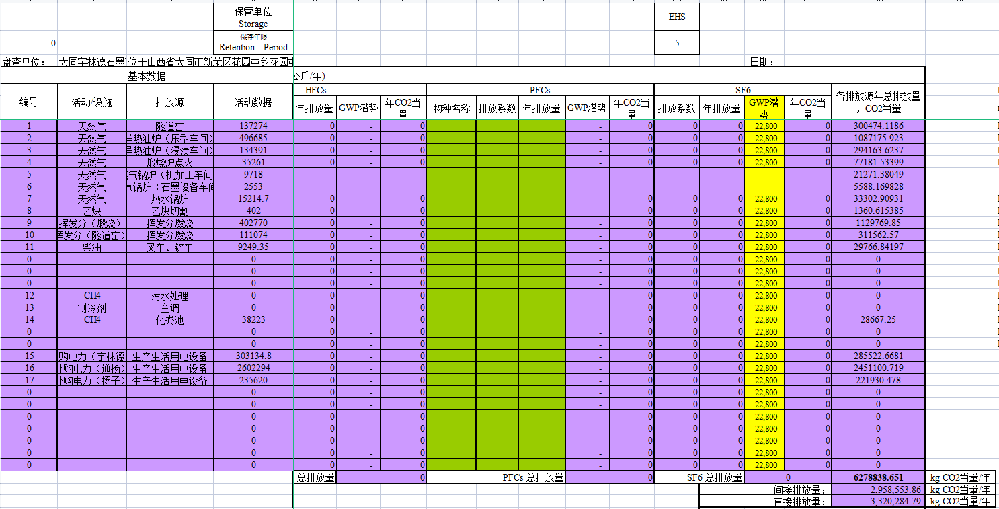 保管单位
Storage
EHS
保存年限
0 Retention Period 5
盘查单位： 大同宇林德石墨 位于山西省大同市新荣区花园屯乡花园屯 日期：
基本数据 公斤/年）
HFCs PFCs SF6
编号 活动/设施 排放源 活动数据 年排放量 GWP潜势 年CO2当量 物种名称 排放系数 年排放量 GWP潜势 年CO2当量 排放系数 年排放量 GWP潜势 年CO2当量 各排放源年总排放量，CO2当量
1 天然气 隧道窑 137274 0 - 0 - 0 0 0 22,800 0 300474.1186
2 天然气 导热油炉（压型车间） 496685 0 - 0 - 0 0 0 22,800 0 1087175.923
3 天然气 导热油炉（浸渍车间） 134391 0 - 0 - 0 0 0 22,800 0 294163.6237
4 天然气 煅烧炉点火 35261 0 - 0 - 0 0 0 22,800 0 77181.53399
5 天然气 气锅炉（机加工车间 9718 21271.38049
6 天然气 气锅炉（石墨设备车间 2553 5588.169828
7 天然气 热水锅炉 15214.7 0 - 0 - 0 0 0 22,800 0 33302.90931
8 乙炔 乙炔切割 402 0 - 0 - 0 0 0 22,800 0 1360.615385
9 挥发分（煅烧） 挥发分燃烧 402770 0 - 0 - 0 0 0 22,800 0 1129769.85
10 挥发分（隧道窑） 挥发分燃烧 111074 0 - 0 - 0 0 0 22,800 0 311562.57
11 柴油 叉车、铲车 9249.35 0 - 0 - 0 0 0 22,800 0 29766.84197
0 0 0 - 0 - 0 0 0 22,800 0 0
0 0 0 - 0 - 0 0 0 22,800 0 0
0 0 0 - 0 - 0 0 0 22,800 0 0
12 CH4 污水处理 0 0 - 0 - 0 0 0 22,800 0 0
13 制冷剂 空调 0 0 - 0 - 0 0 0 22,800 0 0
14 CH4 化粪池 38223 0 - 0 - 0 0 0 22,800 0 28667.25
0 0 0 - 0 - 0 0 0 22,800 0 0
0 0 0 - 0 - 0 0 0 22,800 0 0
15 购电力（宇林德 生产生活用电设备 303134.8 0 - 0 - 0 0 0 22,800 0 285522.6681
16 外购电力（通扬） 生产生活用电设备 2602294 0 - 0 - 0 0 0 22,800 0 2451100.719
17 外购电力（扬子） 生产生活用电设备 235620 0 - 0 - 0 0 0 22,800 0 221930.478
0 0 0 - 0 - 0 0 0 22,800 0 0
0 0 0 - 0 - 0 0 0 22,800 0 0
0 0 0 - 0 - 0 0 0 22,800 0 0
0 0 0 - 0 - 0 0 0 22,800 0 0
0 0 0 - 0 - 0 0 0 22,800 0 0
0 0 0 - 0 - 0 0 0 22,800 0 0
0 0 0 - 0 - 0 0 0 22,800 0 0
总排放量 0 PFCs 总排放量 0 SF6 总排放量 0 6278838.651 kg CO2当量/年
间接排放量： 2,958,553.86 kg CO2当量/年
直接排放量： 3,320,284.79 kg CO2当量/年